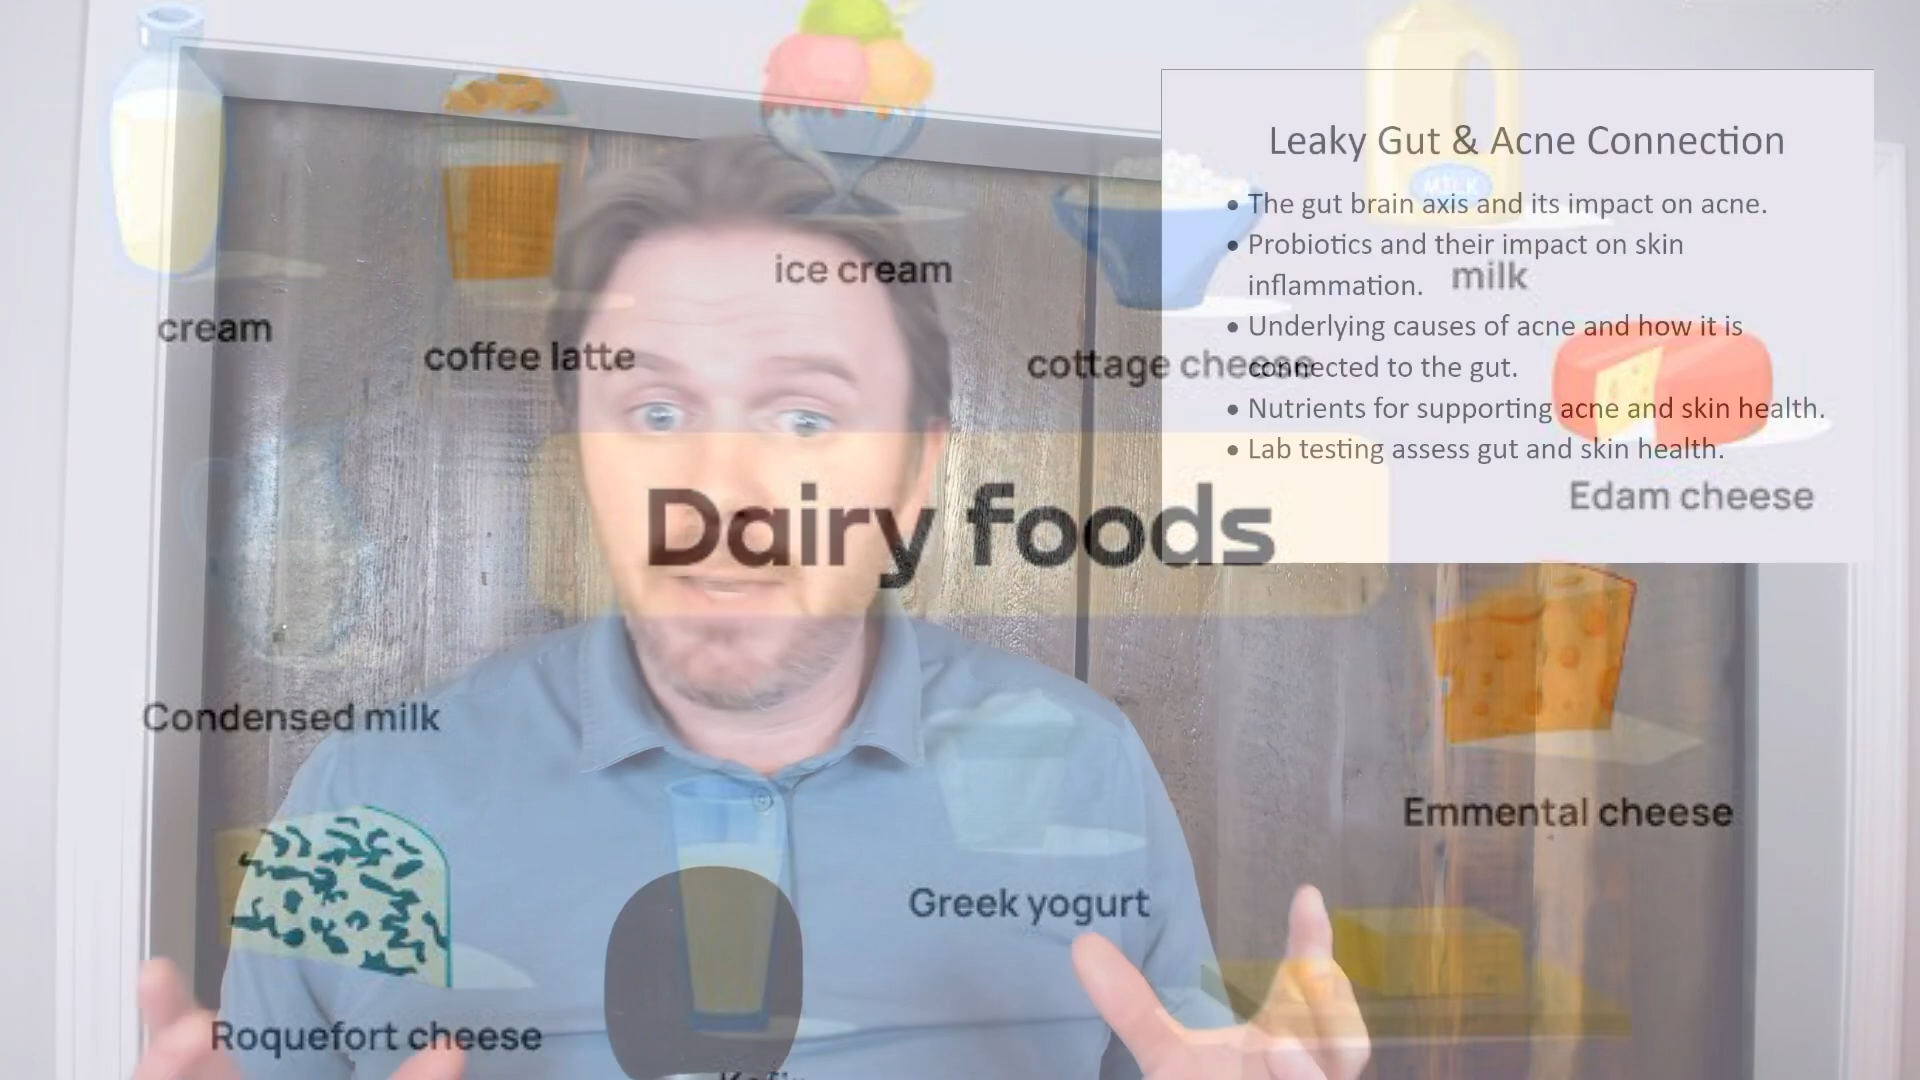 Leaky Gut & Acne Connection
• The gut brain axis and its impact on acne.
• Probiotics and their impact on skin
inflammation.
• Underlying causes of acne and how it is
connected to the gut.
• Nutrients for supporting acne and skin health.
• Lab testing assess gut and skin health.
MILK
ice cream
milk
cream
coffee latte
cottage cheese
Edam cheese
Dairy foods
Condensed milk
Emmental cheese
Greek yogurt
Roquefort cheese
Kefir